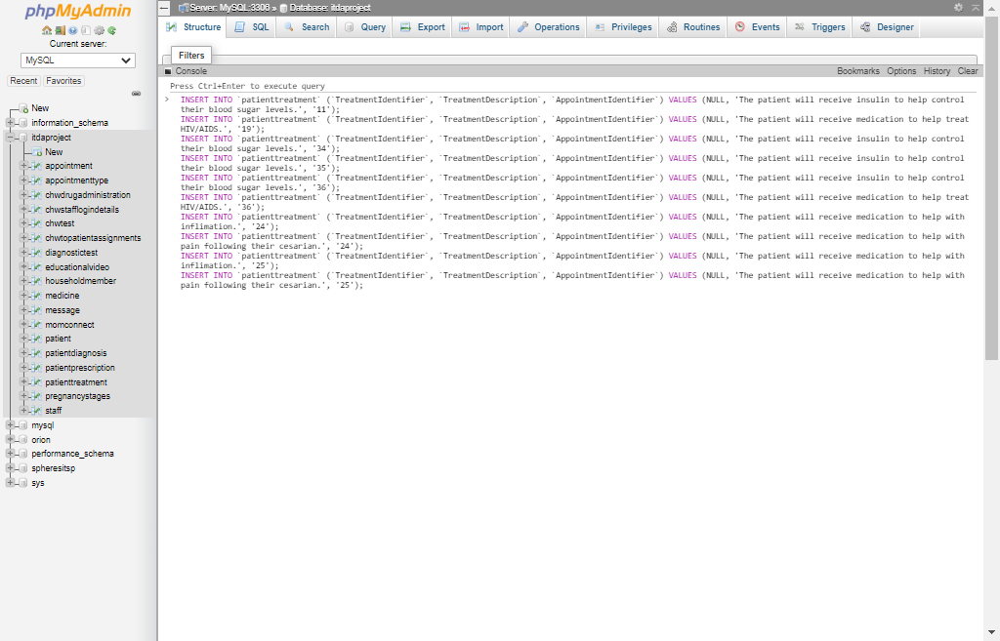 phpMyAdmin
Current server:
MySQL
Recent Favorites
New
information_schema
itdaproject
New
appointment
appointmenttype
chwdrugadministration
chwstafflogindetails
chwtest
chwtopatientassignments
diagnostictest
educationalvideo
householdmember
medicine
message
momconnect
patient
patientdiagnosis
patientprescription
patienttreatment
pregnancystages
staff
mysql
orion
performance_schema
spheresitsp
sys
Server: MySQL:3308 » Database: itdaproject
Structure SQL Search Query Export Import Operations Privileges Routines Events Triggers Designer
Filters
Console Bookmarks Options History Clear
Press Ctrl+Enter to execute query
> INSERT INTO `patienttreatment` (`TreatmentIdentifier`, `TreatmentDescription`, `AppointmentIdentifier`) VALUES (NULL, 'The patient will receive insulin to help control
their blood sugar levels.', '11');
INSERT INTO `patienttreatment` (`TreatmentIdentifier`, `TreatmentDescription`, `AppointmentIdentifier`) VALUES (NULL, 'The patient will receive medication to help treat
HIV/AIDS.', '19');
INSERT INTO `patienttreatment` (`TreatmentIdentifier`, `TreatmentDescription`, `AppointmentIdentifier`) VALUES (NULL, 'The patient will receive insulin to help control
their blood sugar levels.', '34');
INSERT INTO `patienttreatment` (`TreatmentIdentifier`, `TreatmentDescription`, `AppointmentIdentifier`) VALUES (NULL, 'The patient will receive insulin to help control
their blood sugar levels.', '35');
INSERT INTO `patienttreatment` (`TreatmentIdentifier`, `TreatmentDescription`, `AppointmentIdentifier`) VALUES (NULL, 'The patient will receive insulin to help control
their blood sugar levels.', '36');
INSERT INTO `patienttreatment` (`TreatmentIdentifier`, `TreatmentDescription`, `AppointmentIdentifier`) VALUES (NULL, 'The patient will receive medication to help treat
HIV/AIDS.', '36');
INSERT INTO `patienttreatment` (`TreatmentIdentifier`, `TreatmentDescription`, `AppointmentIdentifier`) VALUES (NULL, 'The patient will receive medication to help with
inflimation.', '24');
INSERT INTO `patienttreatment` (`TreatmentIdentifier`, `TreatmentDescription`, `AppointmentIdentifier`) VALUES (NULL, 'The patient will receive medication to help with
pain following their cesarian.', '24');
INSERT INTO `patienttreatment` (`TreatmentIdentifier`, `TreatmentDescription`, `AppointmentIdentifier`) VALUES (NULL, 'The patient will receive medication to help with
inflimation.', '25');
INSERT INTO `patienttreatment` (`TreatmentIdentifier`, `TreatmentDescription`, `AppointmentIdentifier`) VALUES (NULL, 'The patient will receive medication to help with
pain following their cesarian.', '25');